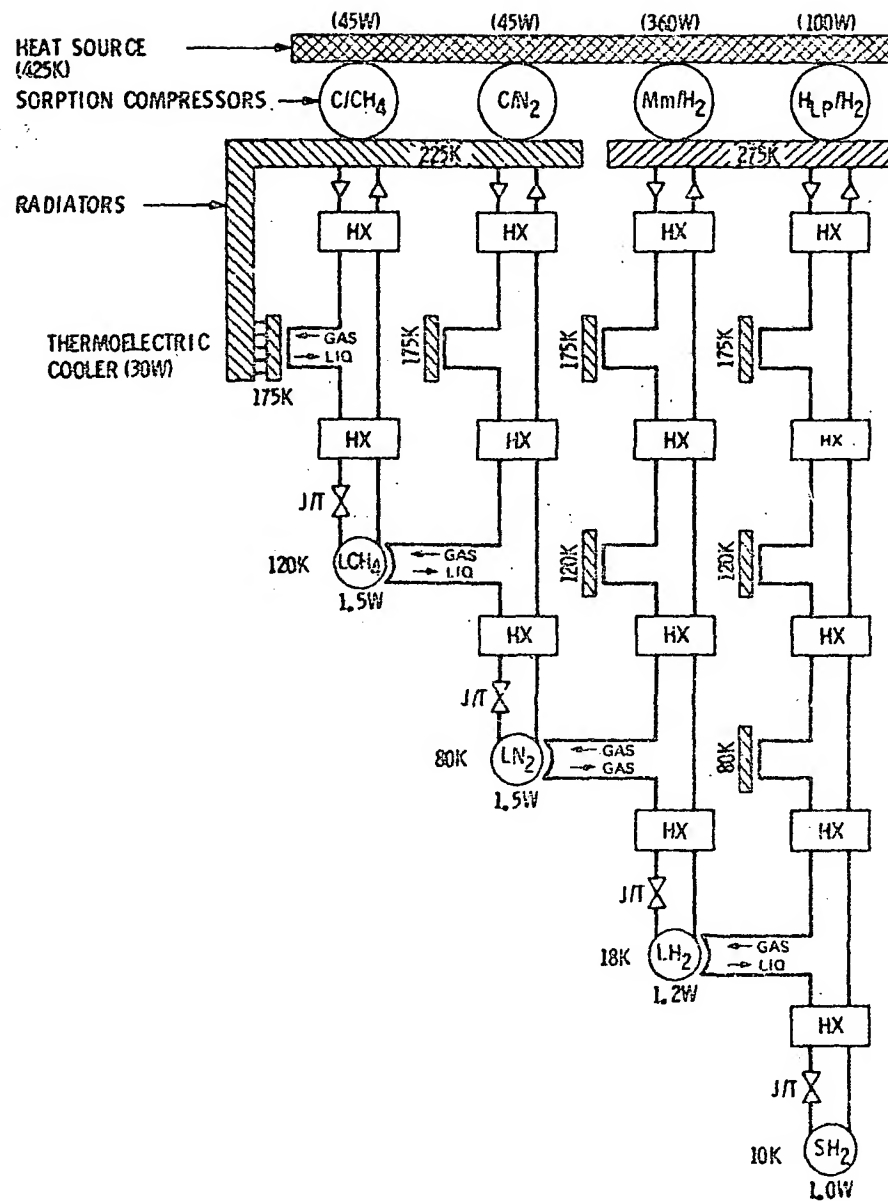 (45W) (45W) (360W) (100W)
HEAT SOURCE
(425K)
SORPTION COMPRESSORS
C/CH4 C/N2 Mm/H2 HLP/H2
225K 275K
RADIATORS
HX HX HX HX
THERMOELECTRIC
COOLER (30W)
GAS
LIQ
175K 175K 175K
175K
HX HX HX HX
J/T
120K LCH4
GAS
LIQ
120K 120K
1.5W
HX HX HX
J/T
80K LN2
GAS
GAS
80K
1.5W
HX HX
J/T
18K LH2
GAS
LIQ
1.2W
HX
J/T
10K SH2
1.0W